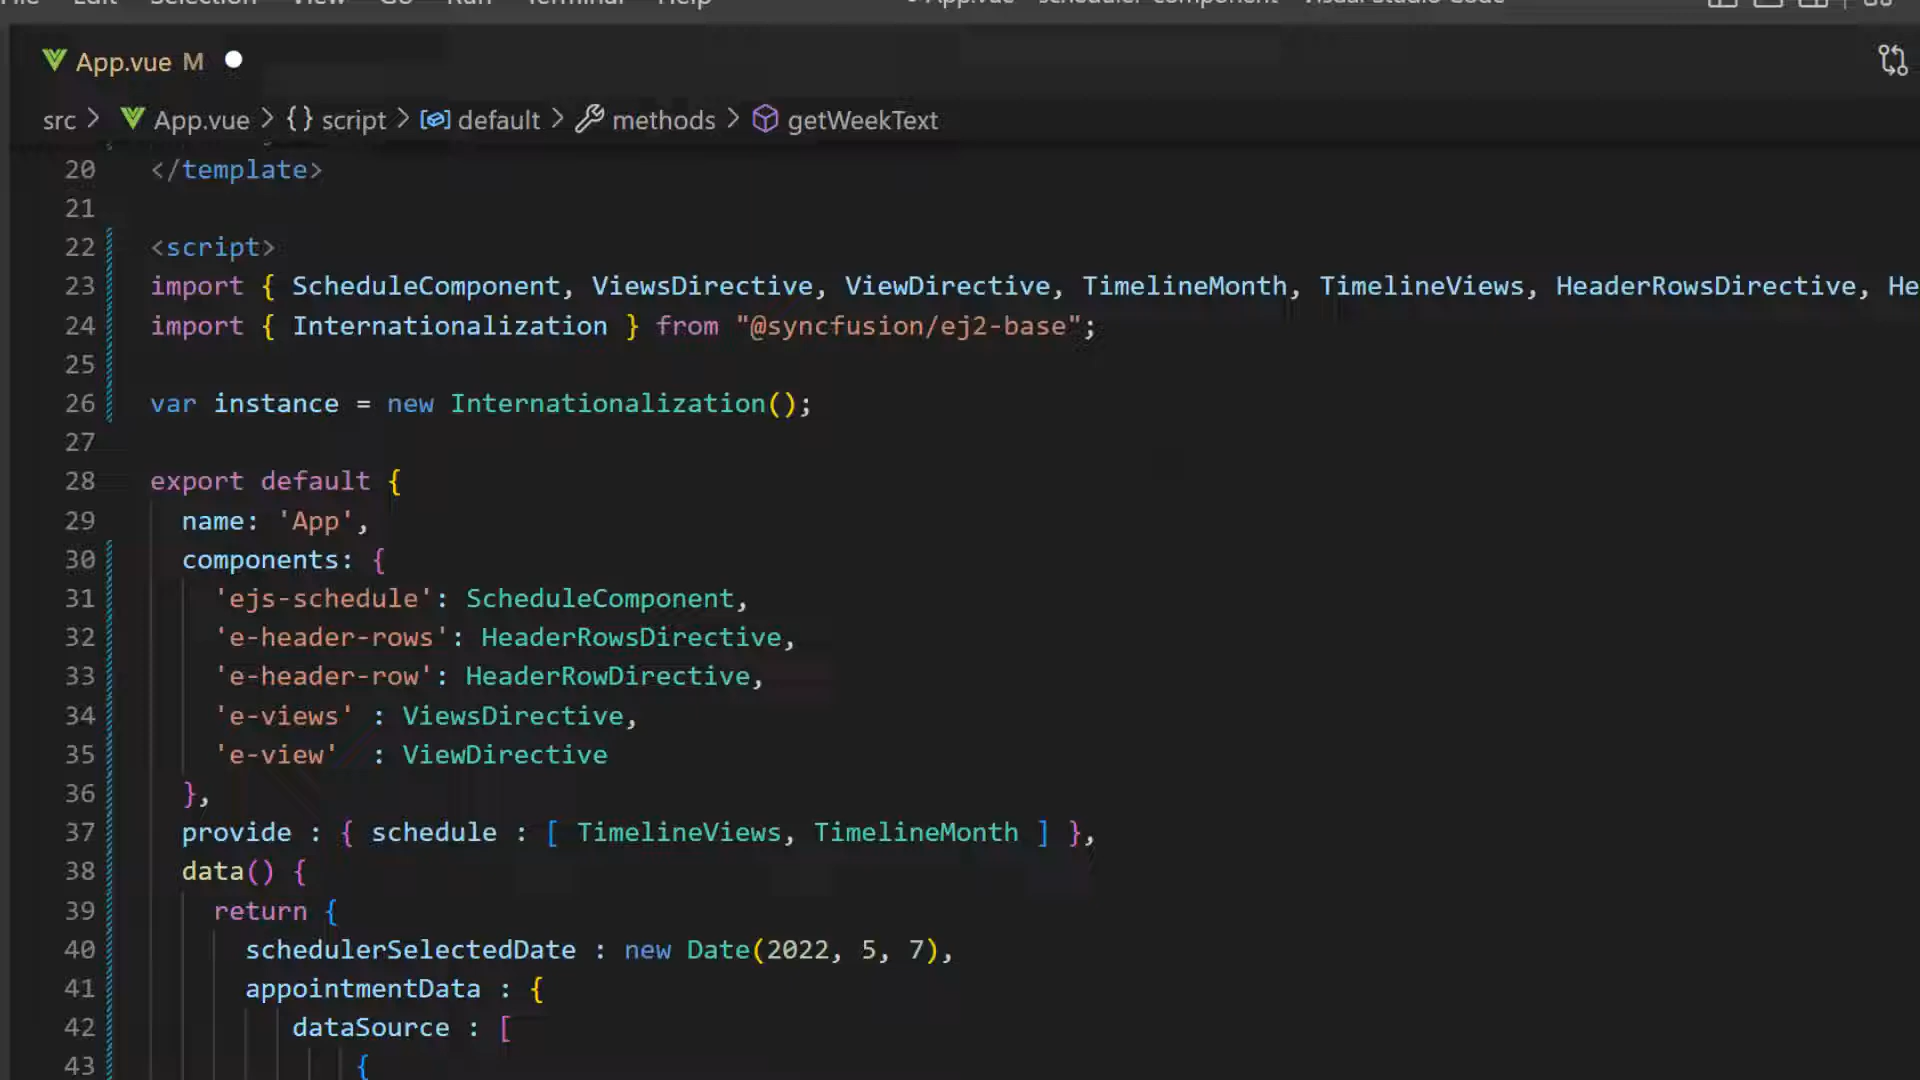 App.vue M
src > App.vue > {} script > default > methods > getWeekText
20 </template>
21
22 <script>
23 import { ScheduleComponent, ViewsDirective, ViewDirective, TimelineMonth, TimelineViews, HeaderRowsDirective, He
24 import { Internationalization } from "@syncfusion/ej2-base";
25
26 var instance = new Internationalization();
27
28 export default {
29 name: 'App',
30 components: {
31 'ejs-schedule': ScheduleComponent,
32 'e-header-rows': HeaderRowsDirective,
33 'e-header-row': HeaderRowDirective,
34 'e-views' : ViewsDirective,
35 'e-view' : ViewDirective
36 },
37 provide : { schedule : [ TimelineViews, TimelineMonth ] },
38 data() {
39 return {
40 schedulerSelectedDate : new Date(2022, 5, 7),
41 appointmentData : {
42 dataSource : [
43 {